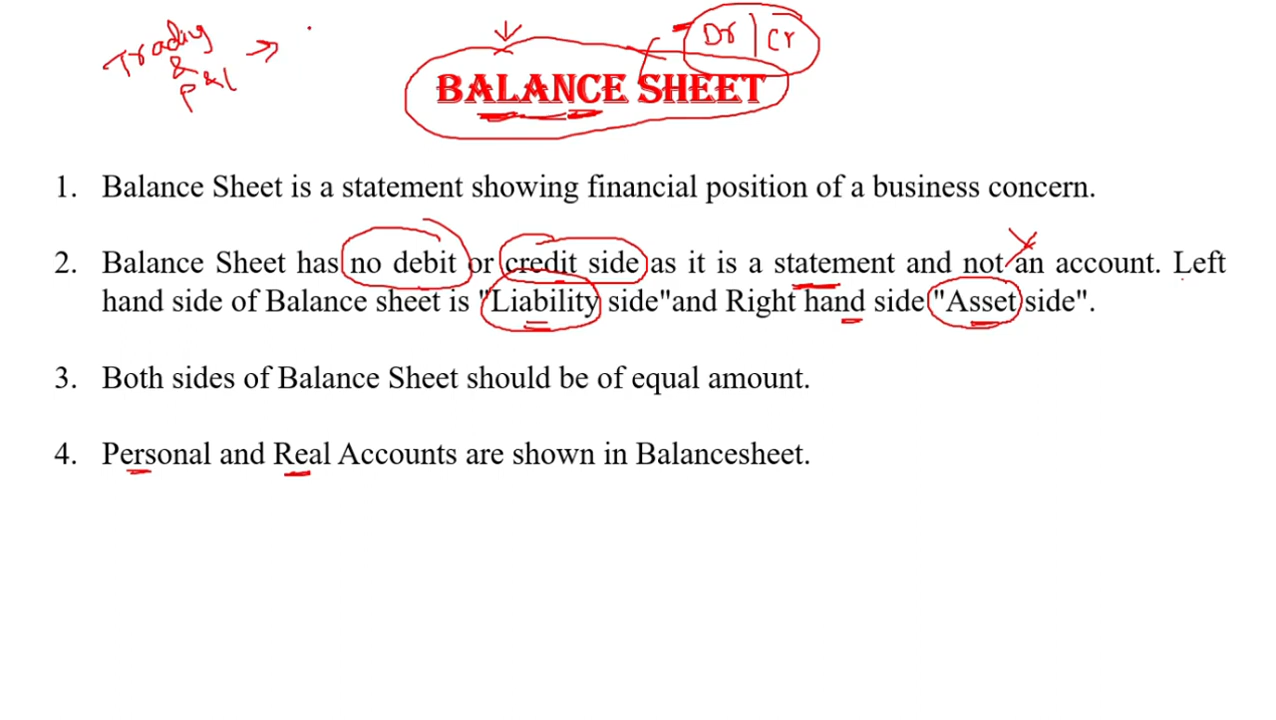 Trading
&
P&L
Dr | Cr
BALANCE SHEET
1. Balance Sheet is a statement showing financial position of a business concern.
2. Balance Sheet has no debit or credit side as it is a statement and not an account. Left
hand side of Balance sheet is "Liability side"and Right hand side "Asset side".
3. Both sides of Balance Sheet should be of equal amount.
4. Personal and Real Accounts are shown in Balancesheet.